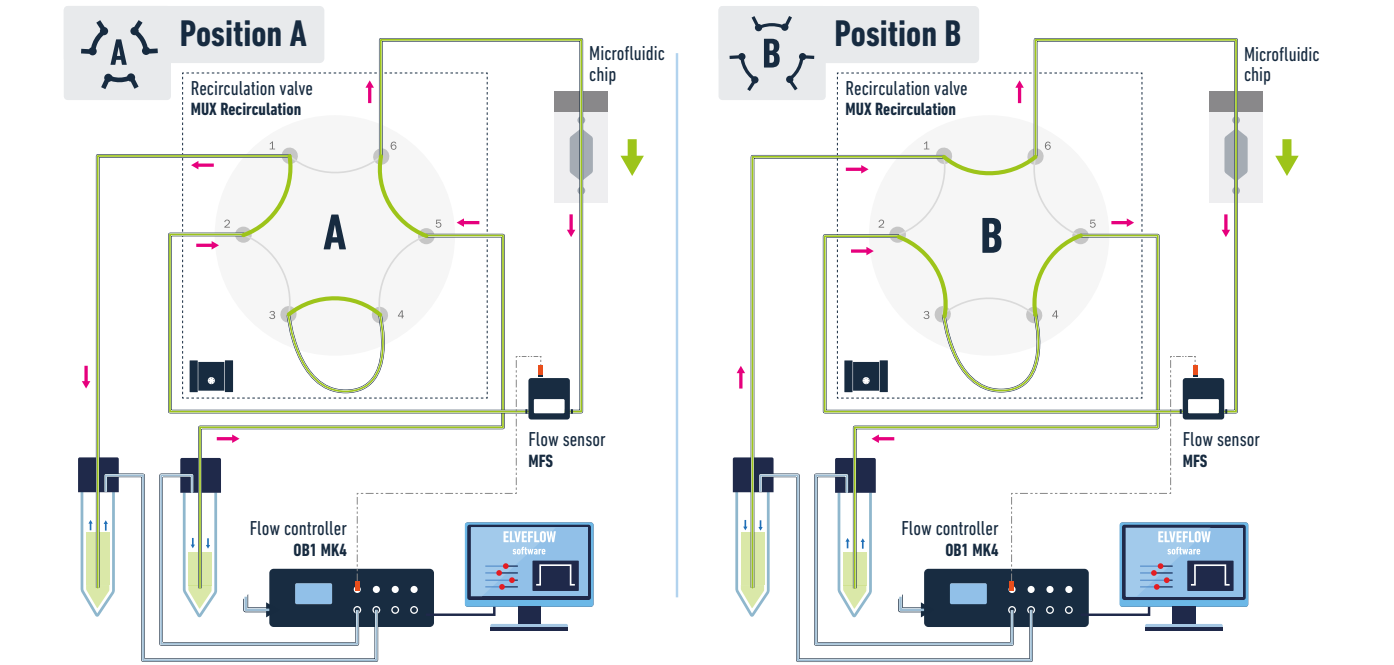 A
Position A
Recirculation valve
MUX Recirculation
Microfluidic
chip
1
6
2
5
A
3
4
Flow sensor
MFS
Flow controller
OB1 MK4
ELVEFLOW
software
B
Position B
Recirculation valve
MUX Recirculation
Microfluidic
chip
1
6
2
5
B
3
4
Flow sensor
MFS
Flow controller
OB1 MK4
ELVEFLOW
software